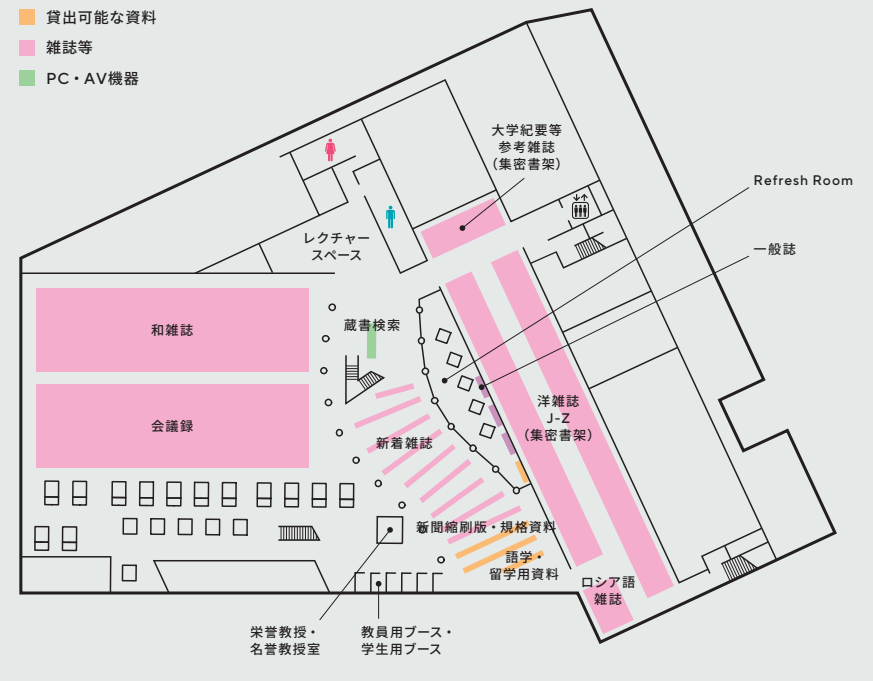 貸出可能な資料
雑誌等
PC・AV機器
大学紀要等
参考雑誌
（集密書架）
Refresh Room
レクチャー
スペース
一般誌
蔵書検索
和雑誌
洋雑誌
J-Z
（集密書架）
会議録
新着雑誌
新聞縮刷版・規格資料
語学・
留学用資料
ロシア語
雑誌
栄誉教授・
名誉教授室
教員用ブース・
学生用ブース